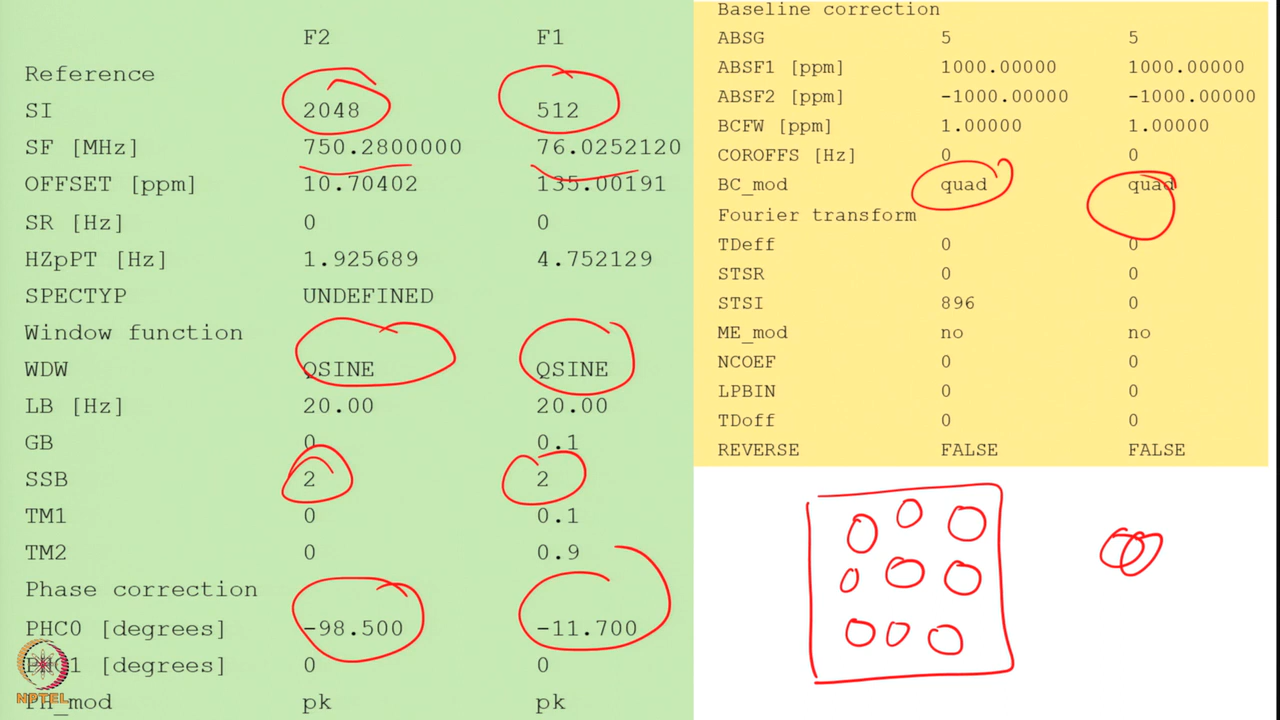 F2 F1
Reference
SI 2048 512
SF [MHz] 750.2800000 76.0252120
OFFSET [ppm] 10.70402 135.00191
SR [Hz] 0 0
HZpPT [Hz] 1.925689 4.752129
SPECTYP UNDEFINED
Window function
WDW QSINE QSINE
LB [Hz] 20.00 20.00
GB 0 0.1
SSB 2 2
TM1 0 0.1
TM2 0 0.9
Phase correction
PHC0 [degrees] -98.500 -11.700
PHC1 [degrees] 0 0
PH_mod pk pk
NPTEL
Baseline correction
ABSG 5 5
ABSF1 [ppm] 1000.00000 1000.00000
ABSF2 [ppm] -1000.00000 -1000.00000
BCFW [ppm] 1.00000 1.00000
COROFFS [Hz] 0 0
BC_mod quad quad
Fourier transform
TDeff 0 0
STSR 0 0
STSI 896 0
ME_mod no no
NCOEF 0 0
LPBIN 0 0
TDoff 0 0
REVERSE FALSE FALSE